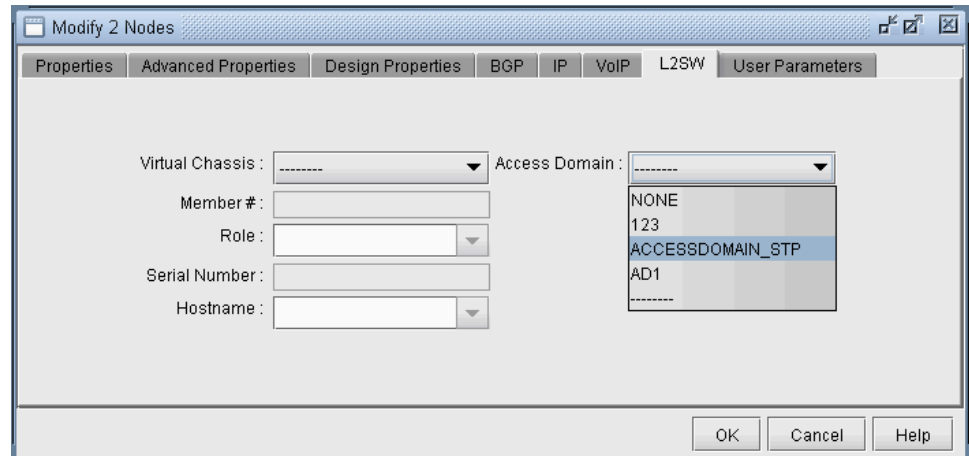 Modify 2 Nodes
Properties Advanced Properties Design Properties BGP IP VoIP L2SW User Parameters
Virtual Chassis : -------- Access Domain : --------
Member # :
NONE
Role :
123
ACCESSDOMAIN_STP
Serial Number :
AD1
Hostname :
--------
OK Cancel Help